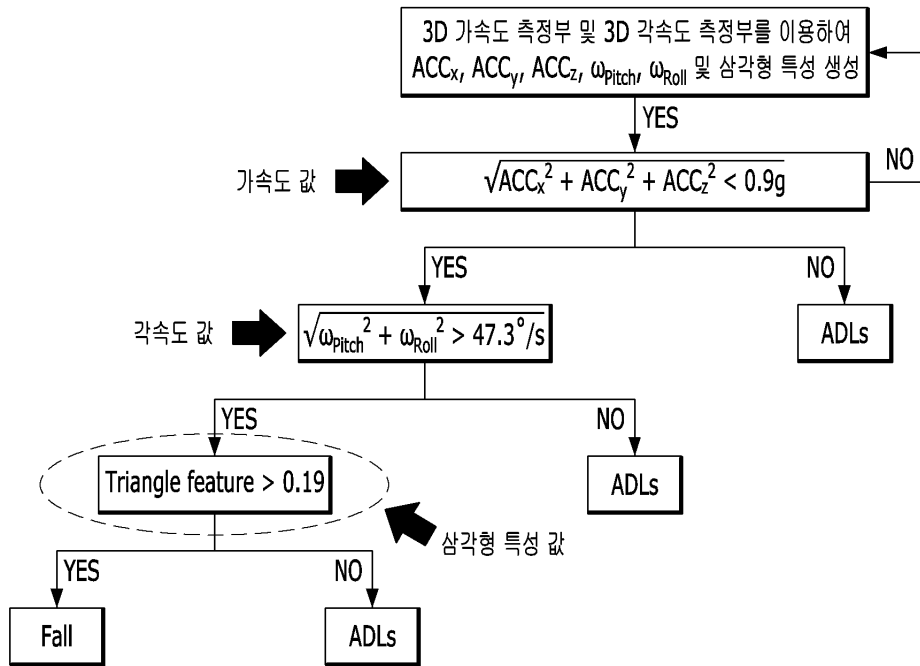 3D 가속도 측정부 및 3D 각속도 측정부를 이용하여
ACCx, ACCy, ACCz, ωPitch, ωRoll 및 삼각형 특성 생성
YES
NO
가속도 값
√ACCx² + ACCy² + ACCz² < 0.9g
YES
NO
각속도 값
√ωPitch² + ωRoll² > 47.3°/s
ADLs
YES
NO
Triangle feature > 0.19
ADLs
삼각형 특성 값
YES
NO
Fall
ADLs